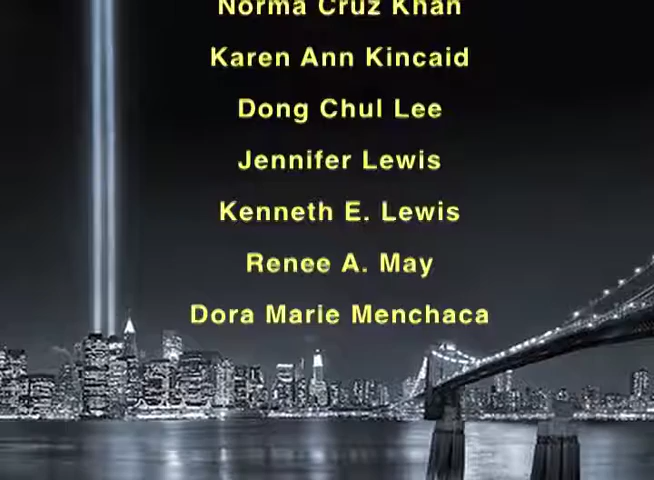 Norma Cruz Khan
Karen Ann Kincaid
Dong Chul Lee
Jennifer Lewis
Kenneth E. Lewis
Renee A. May
Dora Marie Menchaca